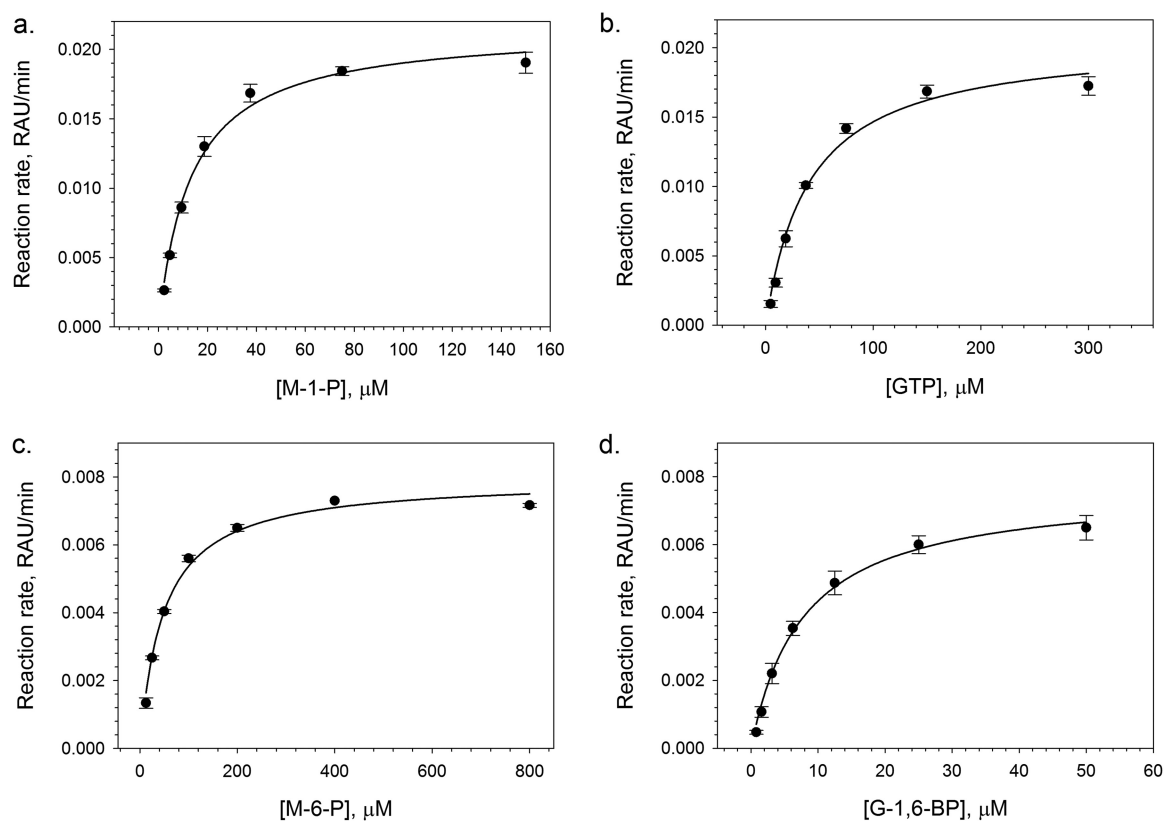 a.
Reaction rate, RAU/min
0.020
0.015
0.010
0.005
0.000
0 20 40 60 80 100 120 140 160
[M-1-P], μM
b.
Reaction rate, RAU/min
0.020
0.015
0.010
0.005
0.000
0 100 200 300
[GTP], μM
c.
Reaction rate, RAU/min
0.008
0.006
0.004
0.002
0.000
0 200 400 600 800
[M-6-P], μM
d.
Reaction rate, RAU/min
0.008
0.006
0.004
0.002
0.000
0 10 20 30 40 50 60
[G-1,6-BP], μM